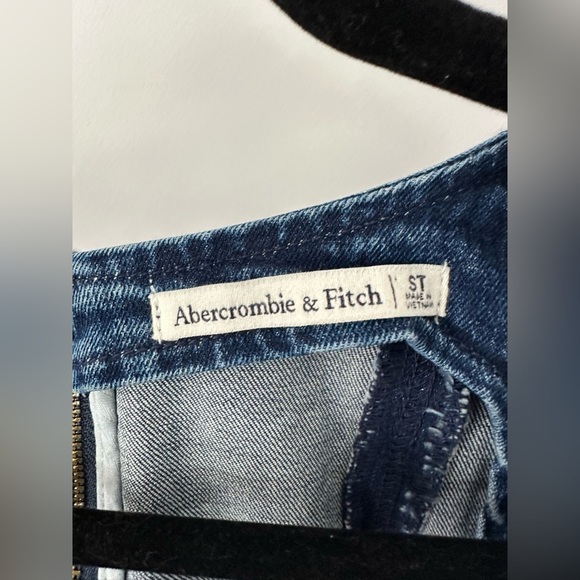 Abercrombie & Fitch
ST
MADE IN
VIETNAM